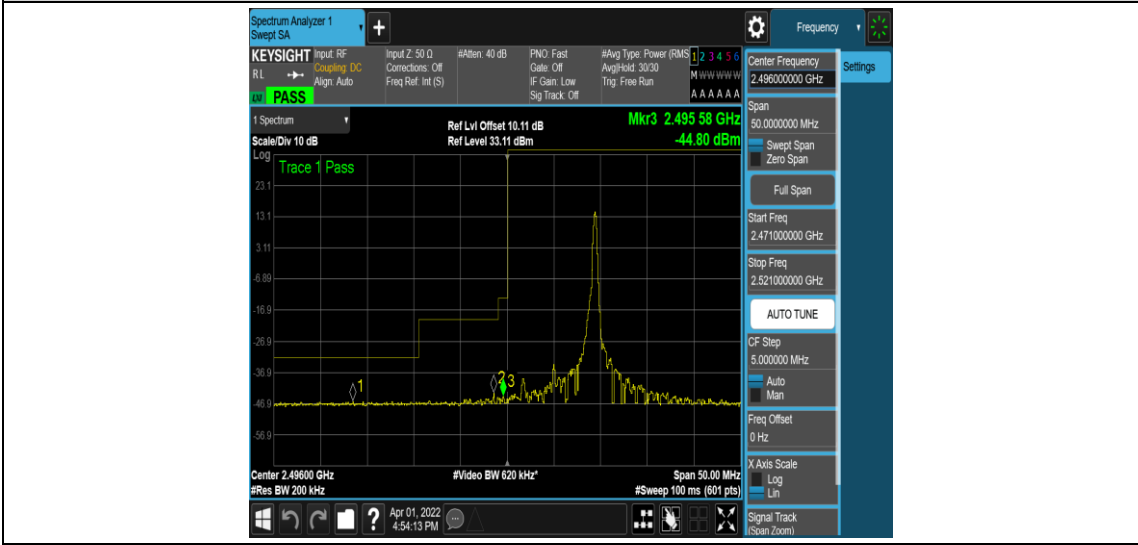 Spectrum Analyzer 1
Swept SA
+
Frequency
KEYSIGHT
RL
PASS
Input: RF
Coupling: DC
Align: Auto
Input Z: 50 Ω
Corrections: Off
Freq Ref: Int (S)
#Atten: 40 dB
PNO: Fast
Gate: Off
IF Gain: Low
Sig Track: Off
#Avg Type: Power (RMS
Avg|Hold: 30/30
Trig: Free Run
1 2 3 4 5 6
M W W W W W
A A A A A A
1 Spectrum
Scale/Div 10 dB
Ref Lvl Offset 10.11 dB
Ref Level 33.11 dBm
Mkr3 2.495 58 GHz
-44.80 dBm
Log
Trace 1 Pass
23.1
13.1
3.11
-6.89
-16.9
-26.9
-36.9
-46.9
-56.9
1
2
3
Center 2.49600 GHz
#Res BW 200 kHz
#Video BW 620 kHz*
Span 50.00 MHz
#Sweep 100 ms (601 pts)
Center Frequency
2.496000000 GHz
Settings
Span
50.0000000 MHz
Swept Span
Zero Span
Full Span
Start Freq
2.471000000 GHz
Stop Freq
2.521000000 GHz
AUTO TUNE
CF Step
5.000000 MHz
Auto
Man
Freq Offset
0 Hz
X Axis Scale
Log
Lin
Signal Track
(Span Zoom)
?
Apr 01, 2022
4:54:13 PM